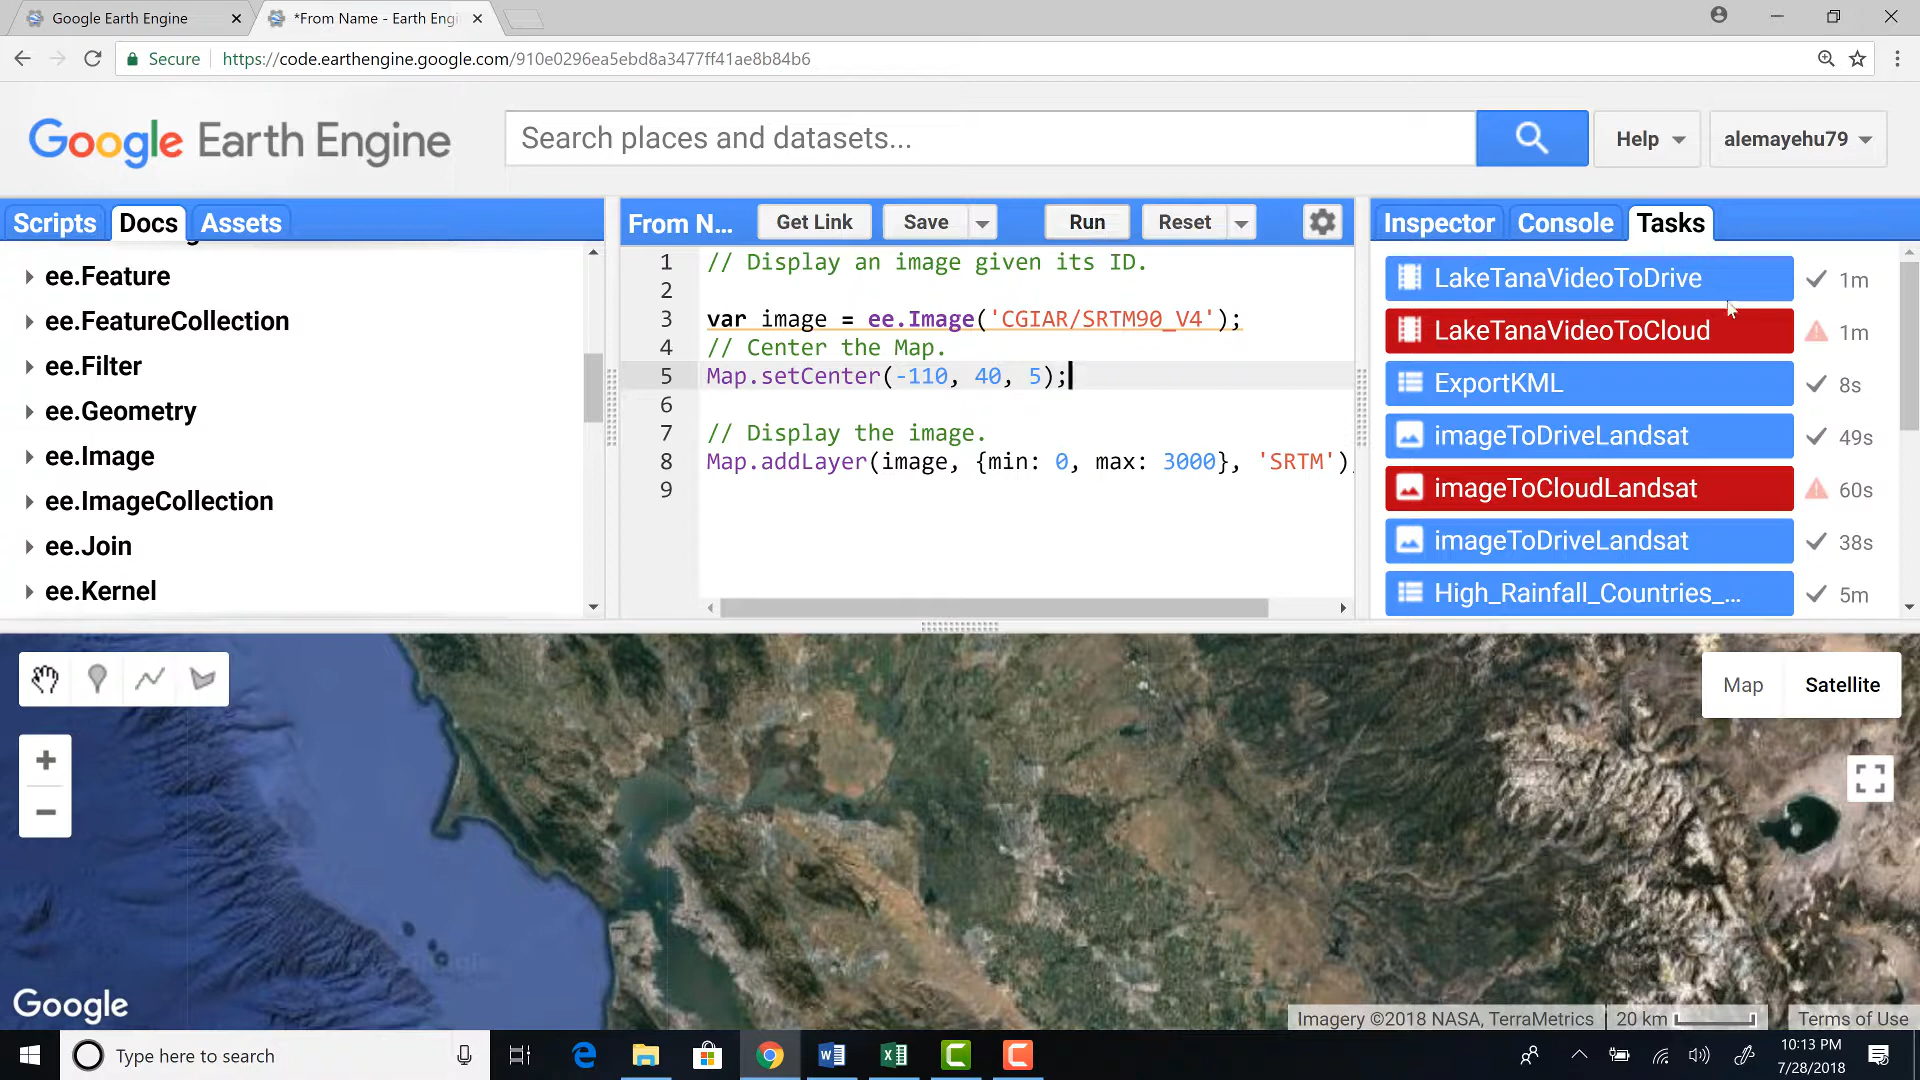 Google Earth Engine
*From Name - Earth Engi
Secure
https://code.earthengine.google.com/910e0296ea5ebd8a3477ff41ae8b84b6
Google Earth Engine
Search places and datasets...
Help
alemayehu79
Scripts Docs Assets
ee.Feature
ee.FeatureCollection
ee.Filter
ee.Geometry
ee.Image
ee.ImageCollection
ee.Join
ee.Kernel
From N... Get Link Save Run Reset
1 // Display an image given its ID.
2
3 var image = ee.Image('CGIAR/SRTM90_V4');
4 // Center the Map.
5 Map.setCenter(-110, 40, 5);
6
7 // Display the image.
8 Map.addLayer(image, {min: 0, max: 3000}, 'SRTM')
9
Inspector Console Tasks
LakeTanaVideoToDrive 1m
LakeTanaVideoToCloud 1m
ExportKML 8s
imageToDriveLandsat 49s
imageToCloudLandsat 60s
imageToDriveLandsat 38s
High_Rainfall_Countries_... 5m
Map Satellite
Google
Imagery ©2018 NASA, TerraMetrics 20 km Terms of Use
Type here to search
10:13 PM
7/28/2018